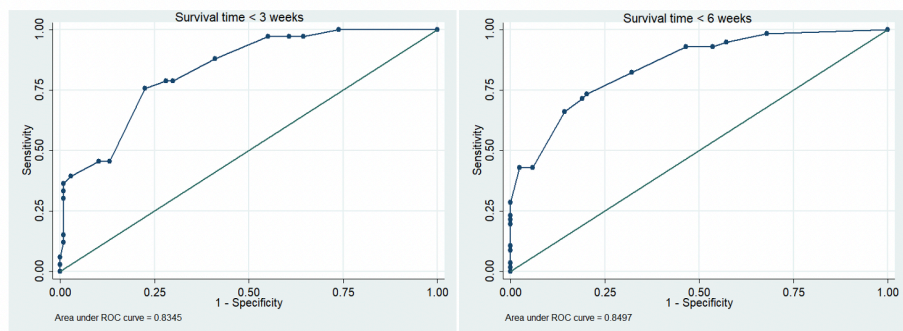 Survival time < 3 weeks
Sensitivity
1.00
0.75
0.50
0.25
0.00
0.00 0.25 0.50 0.75 1.00
1 - Specificity
Area under ROC curve = 0.8345
Survival time < 6 weeks
Sensitivity
1.00
0.75
0.50
0.25
0.00
0.00 0.25 0.50 0.75 1.00
1 - Specificity
Area under ROC curve = 0.8497